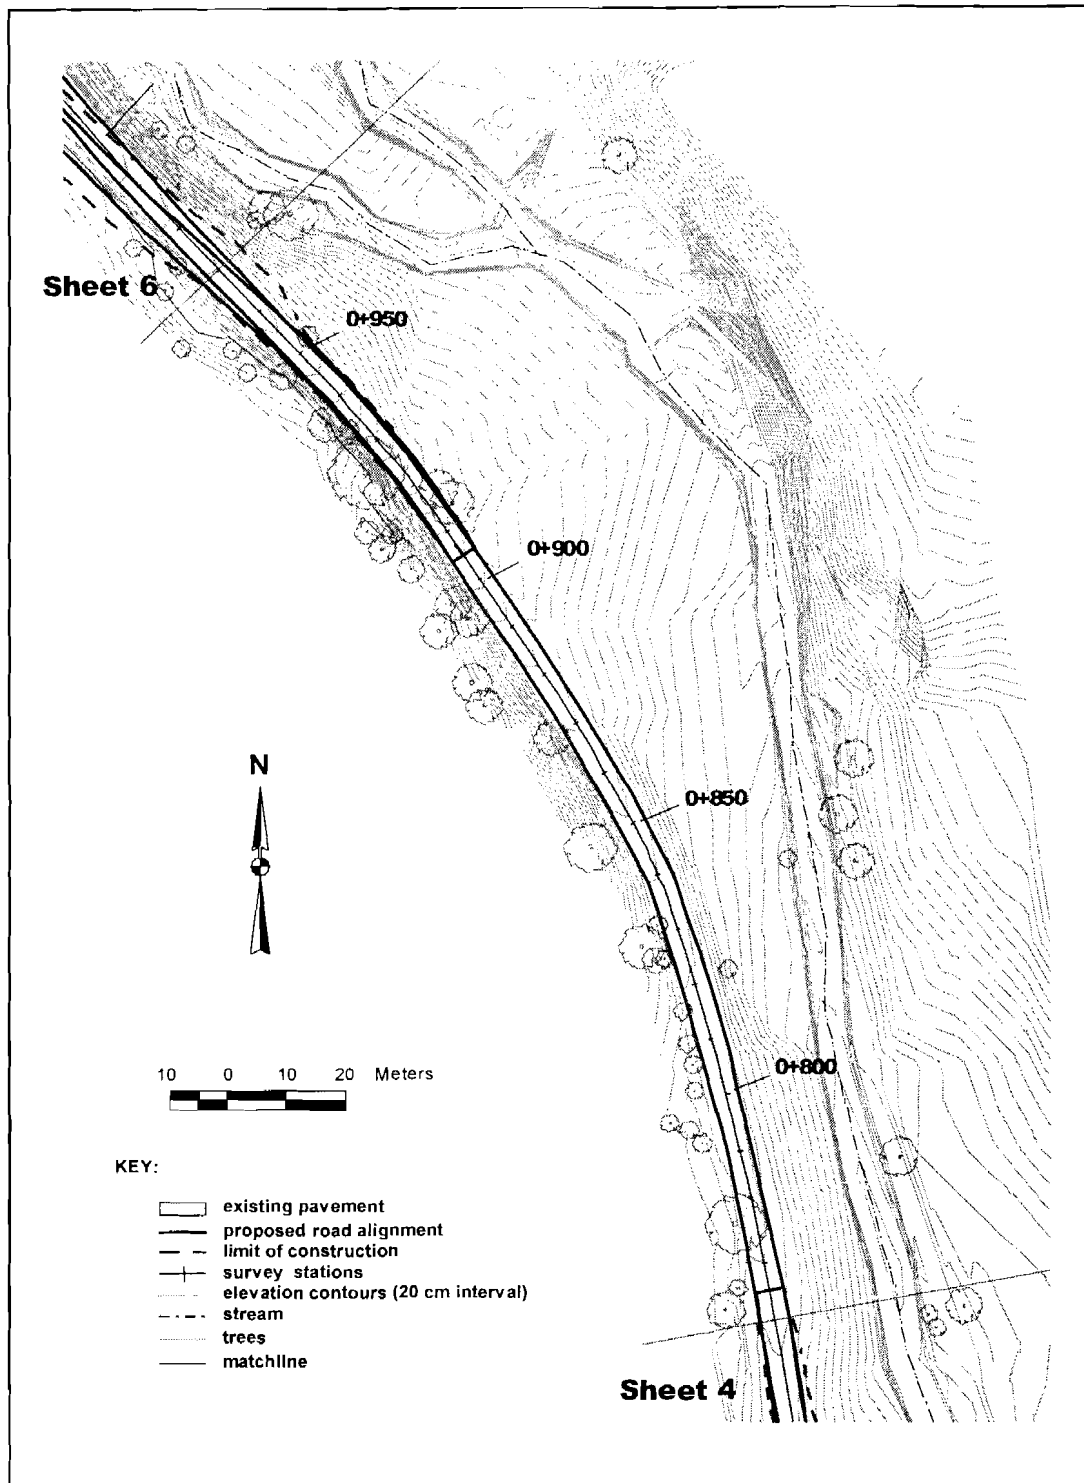 Sheet 6
0+950
0+900
N
0+850
0+800
10 0 10 20 Meters
KEY:
existing pavement
proposed road alignment
limit of construction
survey stations
elevation contours (20 cm interval)
stream
trees
matchline
Sheet 4